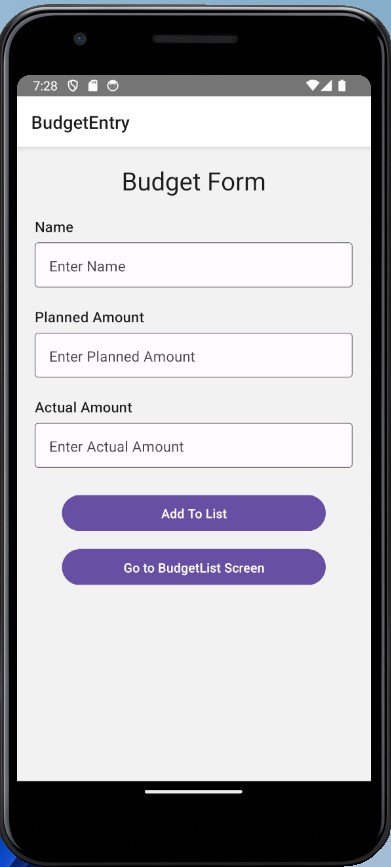 7:28
BudgetEntry
Budget Form
Name
Enter Name
Planned Amount
Enter Planned Amount
Actual Amount
Enter Actual Amount
Add To List
Go to BudgetList Screen